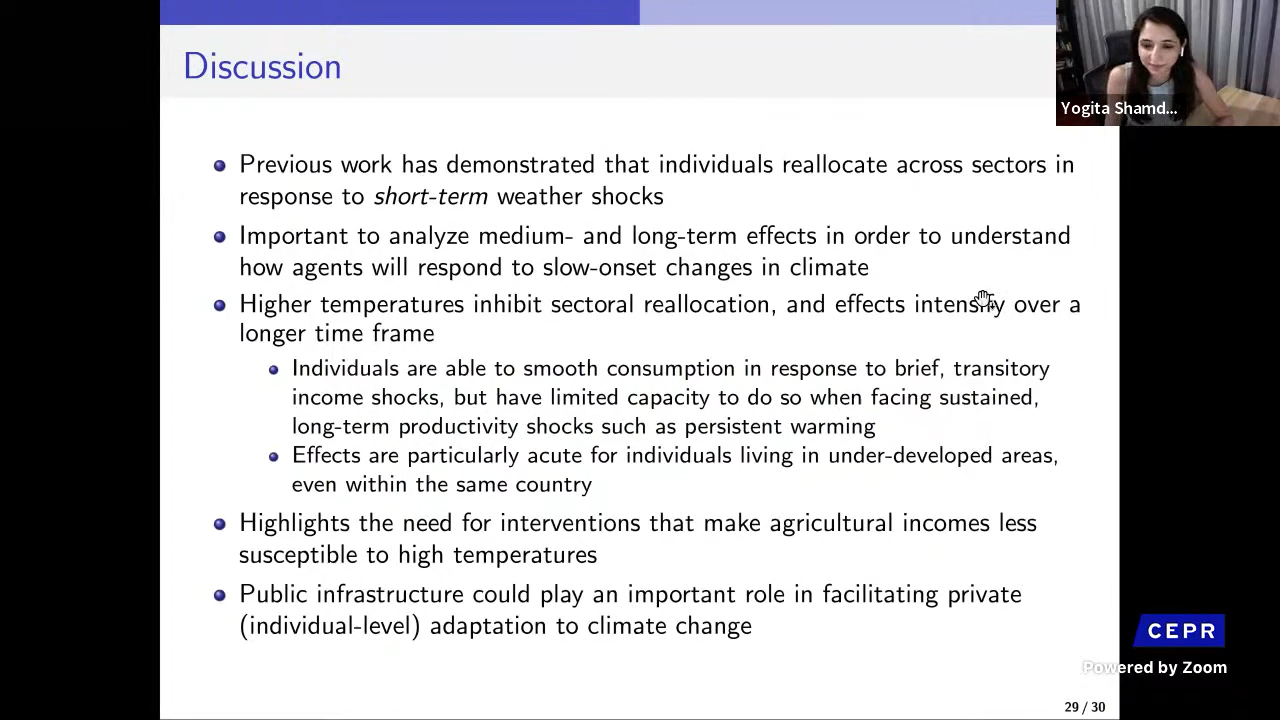 Discussion
Yogita Shamd...
Previous work has demonstrated that individuals reallocate across sectors in
response to short-term weather shocks
Important to analyze medium- and long-term effects in order to understand
how agents will respond to slow-onset changes in climate
Higher temperatures inhibit sectoral reallocation, and effects intensify over a
longer time frame
Individuals are able to smooth consumption in response to brief, transitory
income shocks, but have limited capacity to do so when facing sustained,
long-term productivity shocks such as persistent warming
Effects are particularly acute for individuals living in under-developed areas,
even within the same country
Highlights the need for interventions that make agricultural incomes less
susceptible to high temperatures
Public infrastructure could play an important role in facilitating private
(individual-level) adaptation to climate change
CEPR
Powered by Zoom
29 / 30